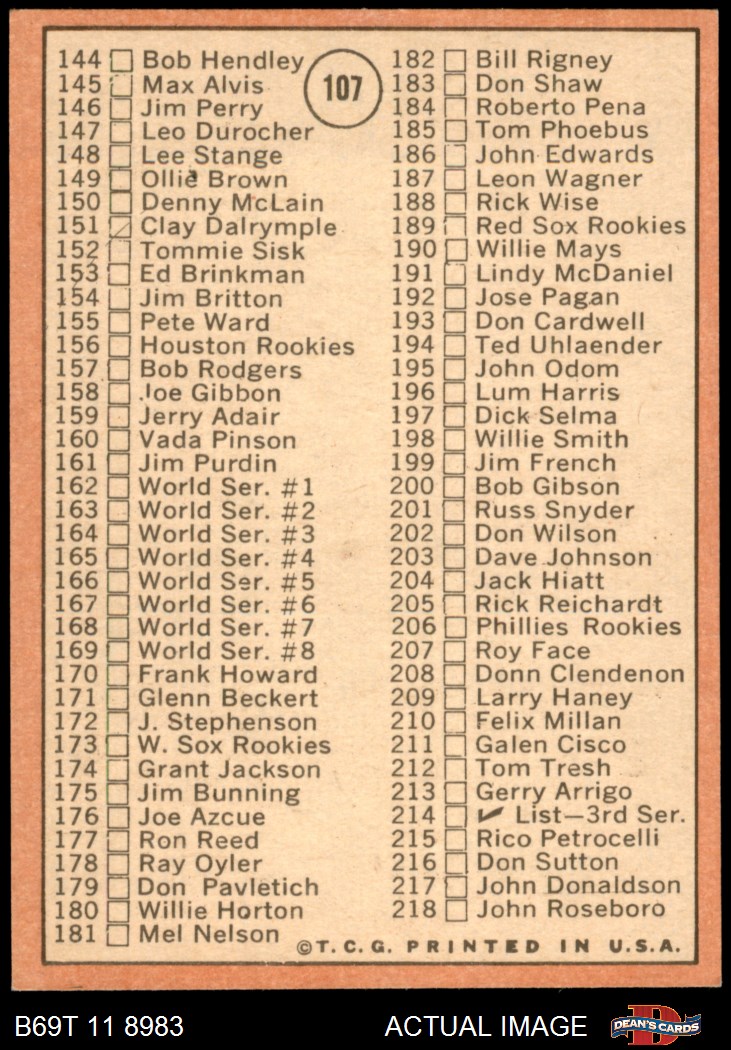 107
144 Bob Hendley
145 Max Alvis
146 Jim Perry
147 Leo Durocher
148 Lee Stange
149 Ollie Brown
150 Denny McLain
151 Clay Dalrymple
152 Tommie Sisk
153 Ed Brinkman
154 Jim Britton
155 Pete Ward
156 Houston Rookies
157 Bob Rodgers
158 Joe Gibbon
159 Jerry Adair
160 Vada Pinson
161 Jim Purdin
162 World Ser. #1
163 World Ser. #2
164 World Ser. #3
165 World Ser. #4
166 World Ser. #5
167 World Ser. #6
168 World Ser. #7
169 World Ser. #8
170 Frank Howard
171 Glenn Beckert
172 J. Stephenson
173 W. Sox Rookies
174 Grant Jackson
175 Jim Bunning
176 Joe Azcue
177 Ron Reed
178 Ray Oyler
179 Don Pavletich
180 Willie Horton
181 Mel Nelson
182 Bill Rigney
183 Don Shaw
184 Roberto Pena
185 Tom Phoebus
186 John Edwards
187 Leon Wagner
188 Rick Wise
189 Red Sox Rookies
190 Willie Mays
191 Lindy McDaniel
192 Jose Pagan
193 Don Cardwell
194 Ted Uhlaender
195 John Odom
196 Lum Harris
197 Dick Selma
198 Willie Smith
199 Jim French
200 Bob Gibson
201 Russ Snyder
202 Don Wilson
203 Dave Johnson
204 Jack Hiatt
205 Rick Reichardt
206 Phillies Rookies
207 Roy Face
208 Donn Clendenon
209 Larry Haney
210 Felix Millan
211 Galen Cisco
212 Tom Tresh
213 Gerry Arrigo
214 ✓ List—3rd Ser.
215 Rico Petrocelli
216 Don Sutton
217 John Donaldson
218 John Roseboro
©T.C.G. PRINTED IN U.S.A.
B69T 11 8983 ACTUAL IMAGE
DEAN'S CARDS